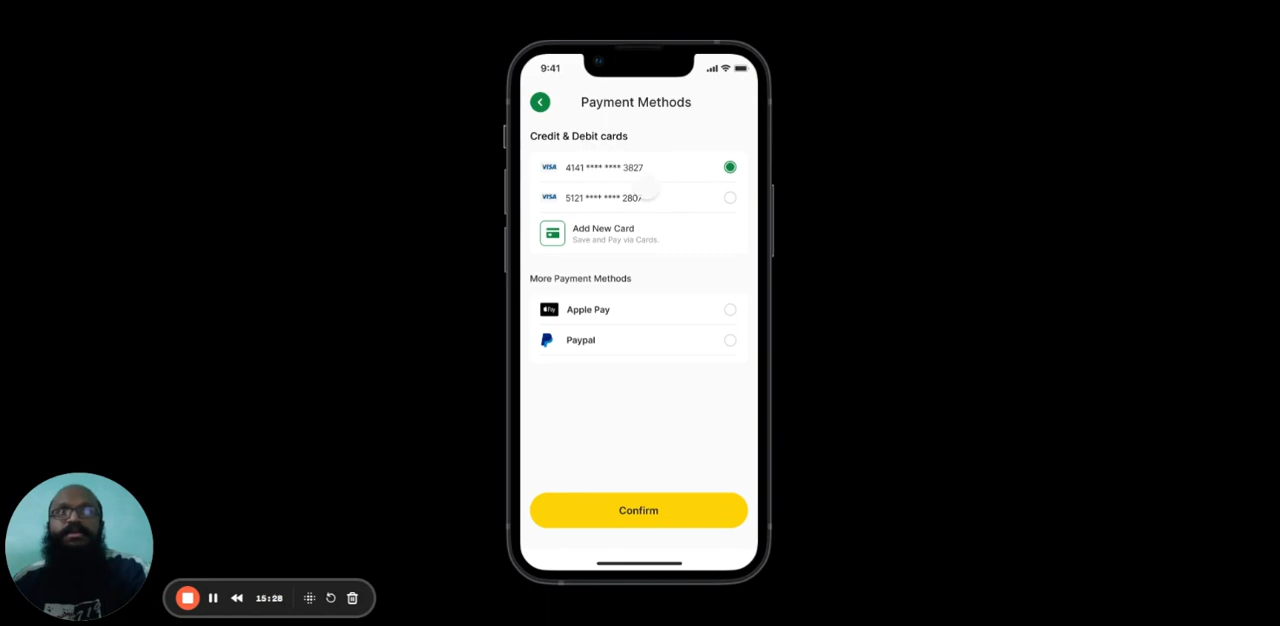 9:41
Payment Methods
Credit & Debit cards
VISA 4141 **** **** 3827
VISA 5121 **** ****
Add New Card
Save and Pay via Cards.
More Payment Methods
Pay Apple Pay
Paypal
Confirm
15:28